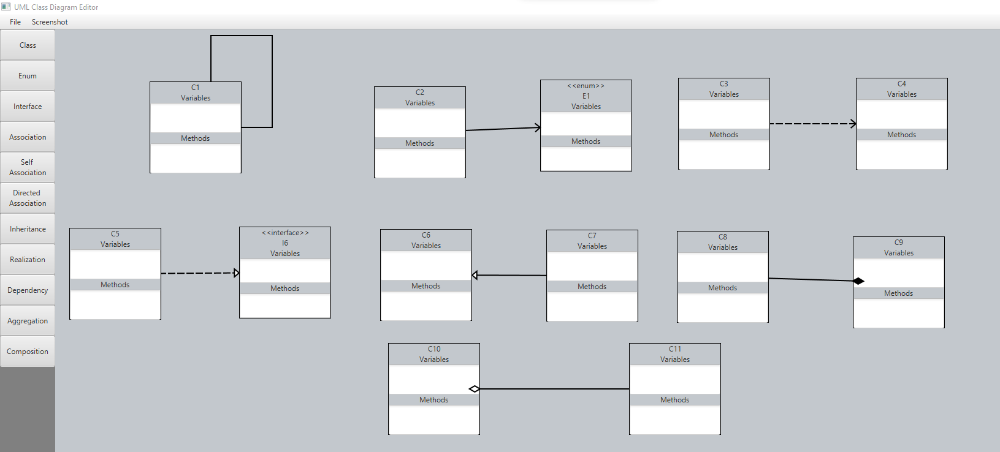 UML Class Diagram Editor
File Screenshot
Class
Enum
Interface
Association
Self
Association
Directed
Association
Inheritance
Realization
Dependency
Aggregation
Composition
C1
Variables
Methods
C2
Variables
Methods
<<enum>>
E1
Variables
Methods
C3
Variables
Methods
C4
Variables
Methods
C5
Variables
Methods
<<interface>>
I6
Variables
Methods
C6
Variables
Methods
C7
Variables
Methods
C8
Variables
Methods
C9
Variables
Methods
C10
Variables
Methods
C11
Variables
Methods